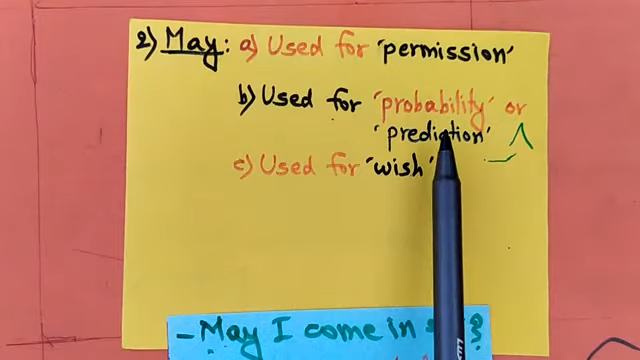 2) May: a) Used for 'permission'
b) Used for 'probability' or
'prediction'
c) Used for 'wish'
- May I come in ?